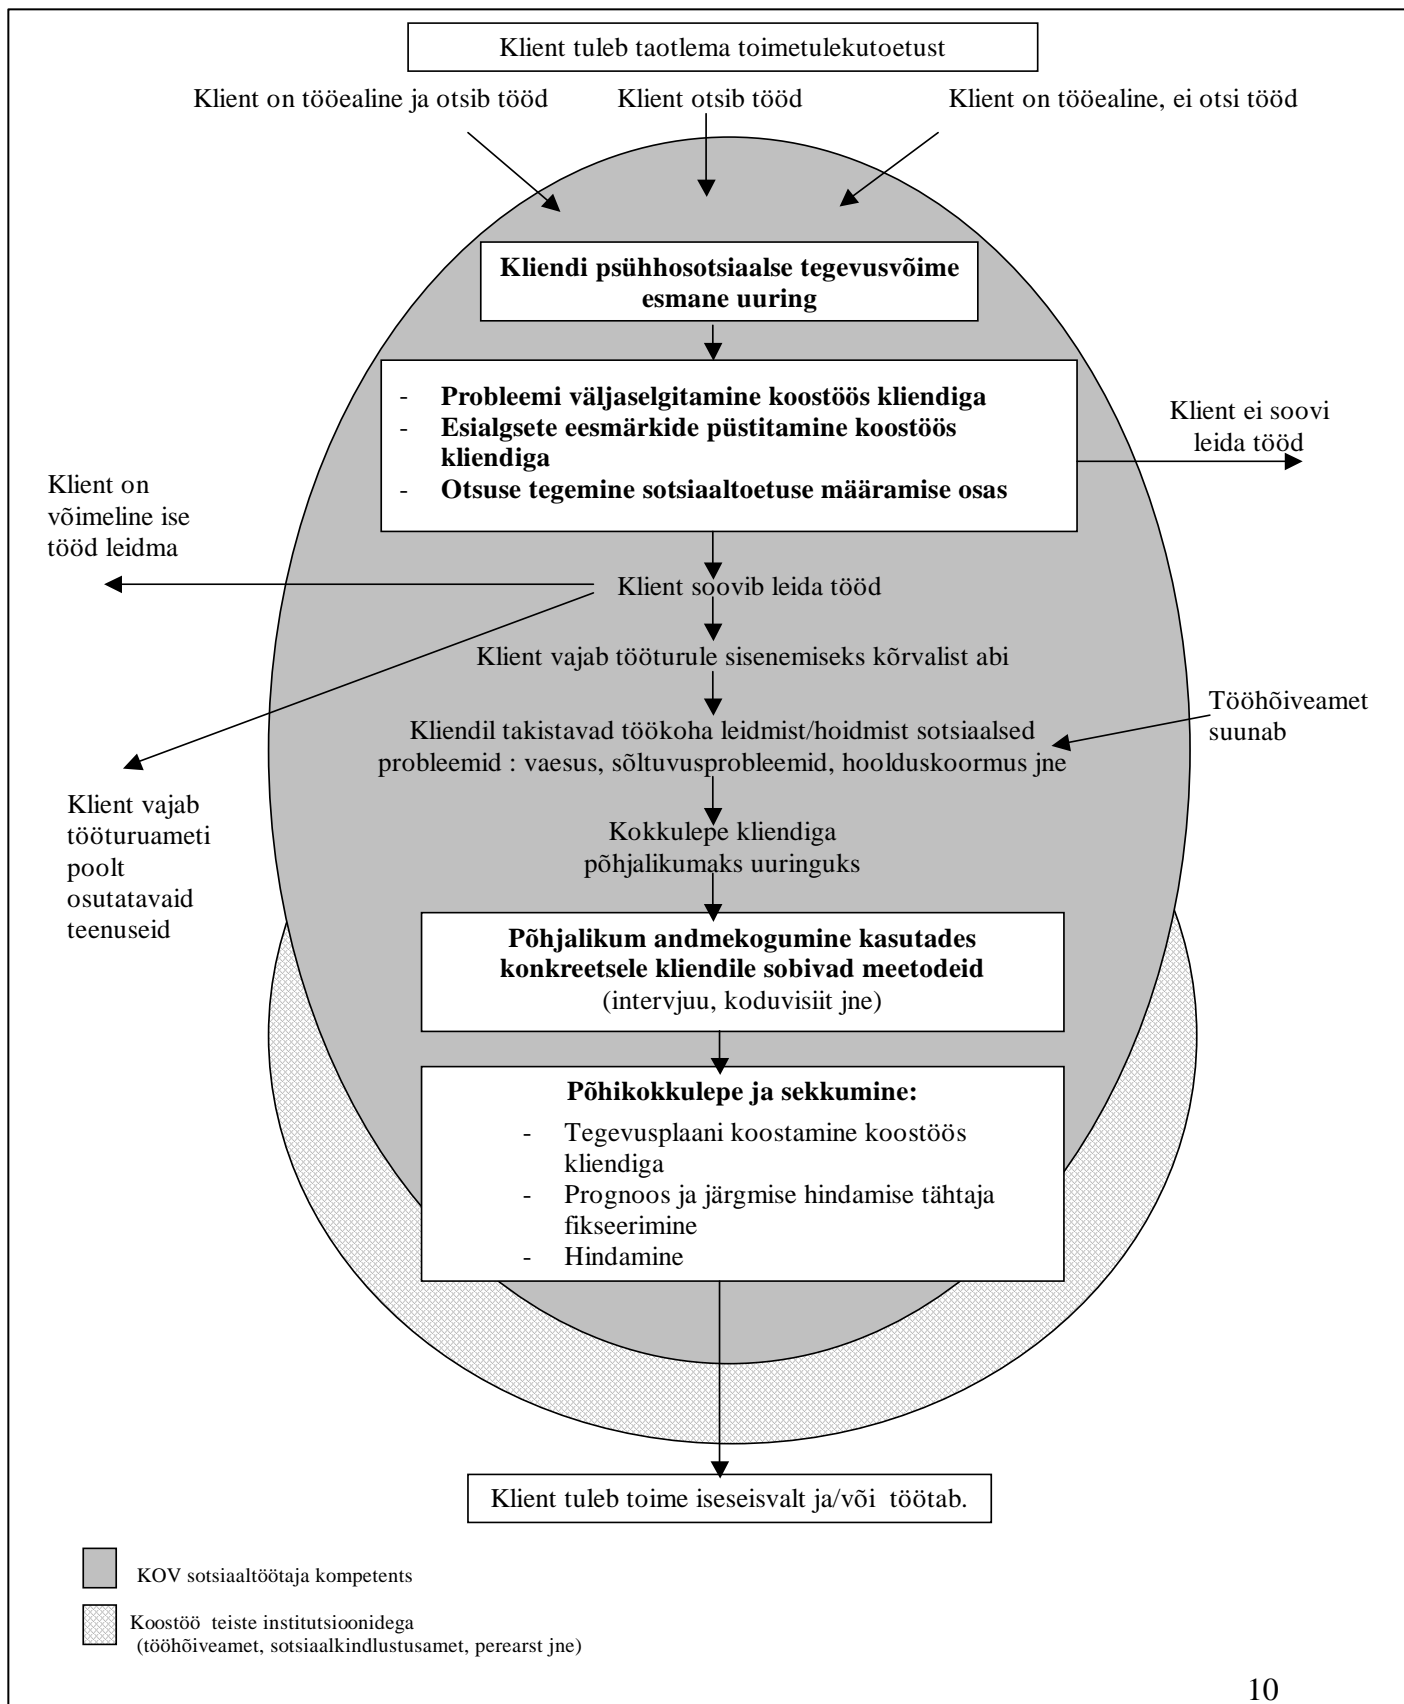 Klient tuleb taotlema toimetulekutoetust
Klient on tööealine ja otsib tööd
Klient otsib tööd
Klient on tööealine, ei otsi tööd
Kliendi psühhosotsiaalse tegevusvõime
esmane uuring
- Probleemi väljaselgitamine koostöös kliendiga
- Esialgsete eesmärkide püstitamine koostöös
kliendiga
- Otsuse tegemine sotsiaaltoetuse määramise osas
Klient ei soovi
leida tööd
Klient on
võimeline ise
tööd leidma
Klient soovib leida tööd
Klient vajab tööturule sisenemiseks kõrvalist abi
Tööhõiveamet
suunab
Kliendil takistavad töökoha leidmist/hoidmist sotsiaalsed
probleemid : vaesus, sõltuvusprobleemid, hoolduskoormus jne
Klient vajab
tööturuameti
poolt
osutatavaid
teenuseid
Kokkulepe kliendiga
põhjalikumaks uuringuks
Põhjalikum andmekogumine kasutades
konkreetsele kliendile sobivad meetodeid
(intervjuu, koduvisiit jne)
Põhikokkulepe ja sekkumine:
- Tegevusplaani koostamine koostöös
kliendiga
- Prognoos ja järgmise hindamise tähtaja
fikseerimine
- Hindamine
Klient tuleb toime iseseisvalt ja/või töötab.
KOV sotsiaaltöötaja kompetents
Koostöö teiste institutsioonidega
(tööhõiveamet, sotsiaalkindlustusamet, perearst jne)
10